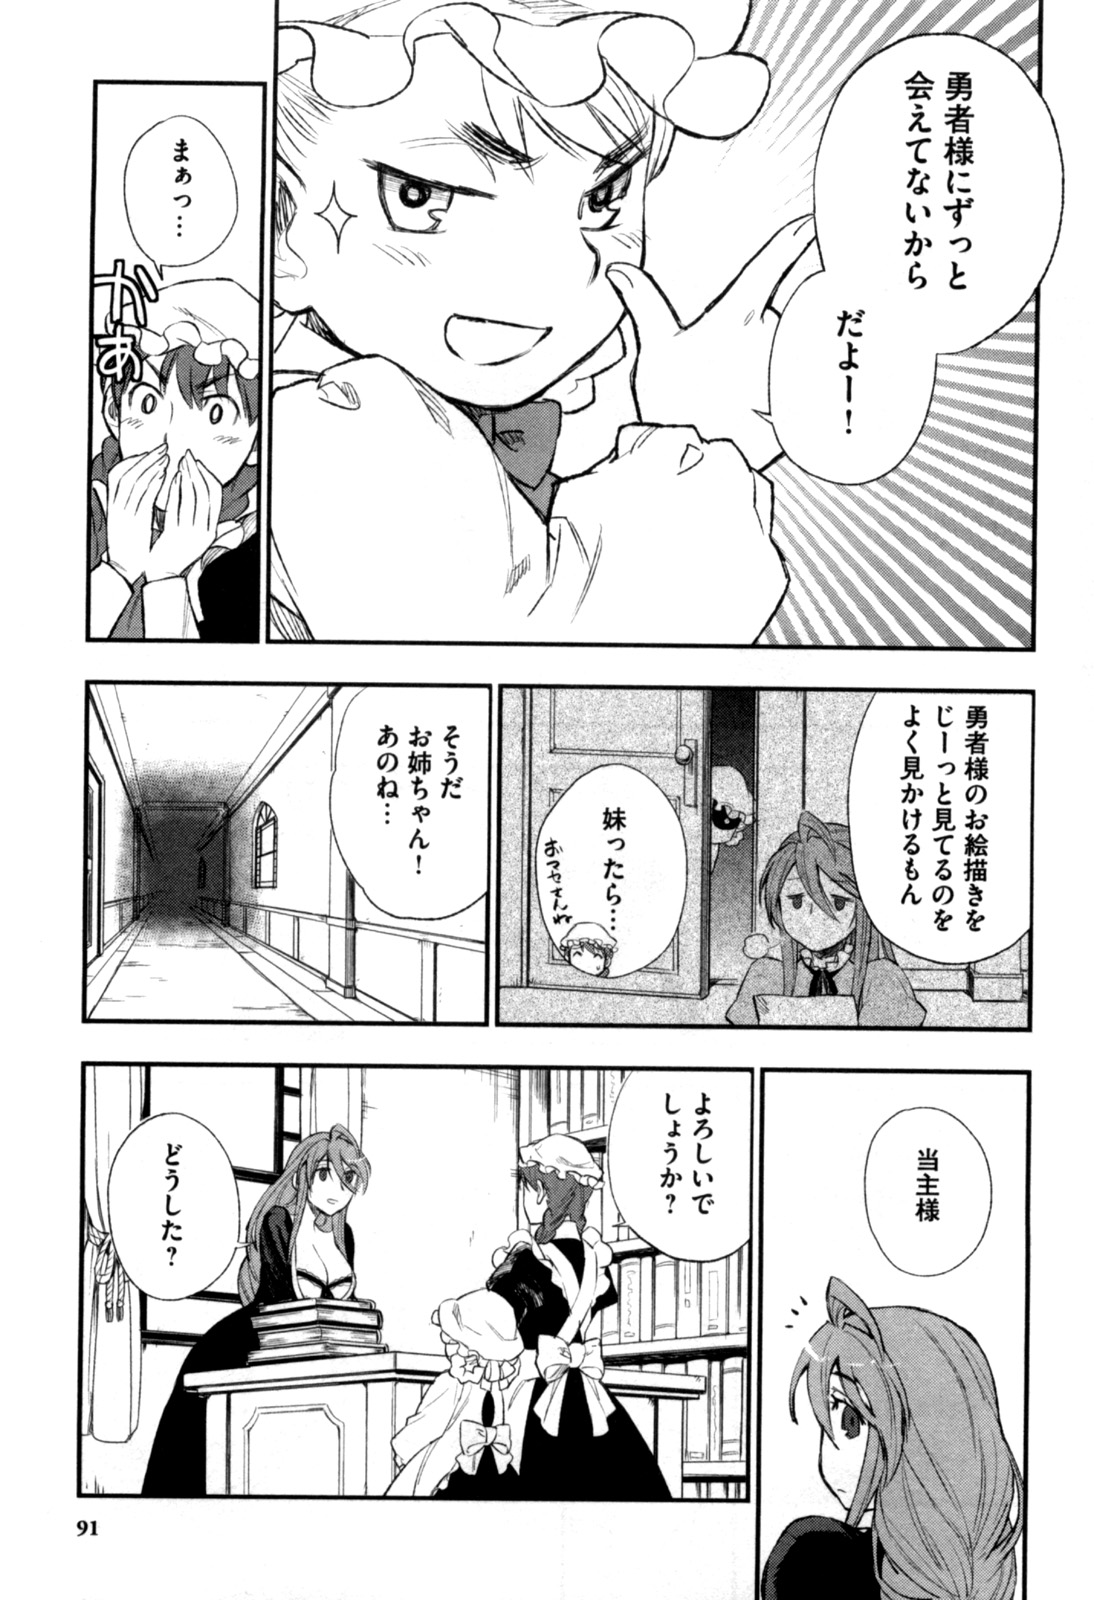 勇者様にずっと
会えてないから
だよー！
まぁっ…
かあ
勇者様のお絵描きを
じーっと見てるのを
よく見かけるもん
妹ったら…
おマセさんね
そうだ
お姉ちゃん！
あのね…
当主様
よろしいで
しょうか？
どうした？
91